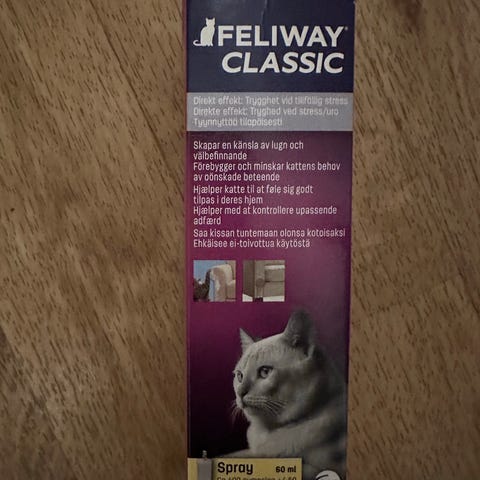 FELIWAY®
CLASSIC
Direkt effekt: Trygghet vid tillfällig stress
Direkte effekt: Tryghed ved stress/uro
Tyynnyttää tilapäisesti
Skapar en känsla av lugn och
välbefinnande
Förebygger och minskar kattens behov
av oönskade beteende
Hjælper katte til at føle sig godt
tilpas i deres hjem
Hjælper med at kontrollere upassende
adfærd
Saa kissan tuntemaan olonsa kotoisaksi
Ehkäisee ei-toivottua käytöstä
Spray 60 ml